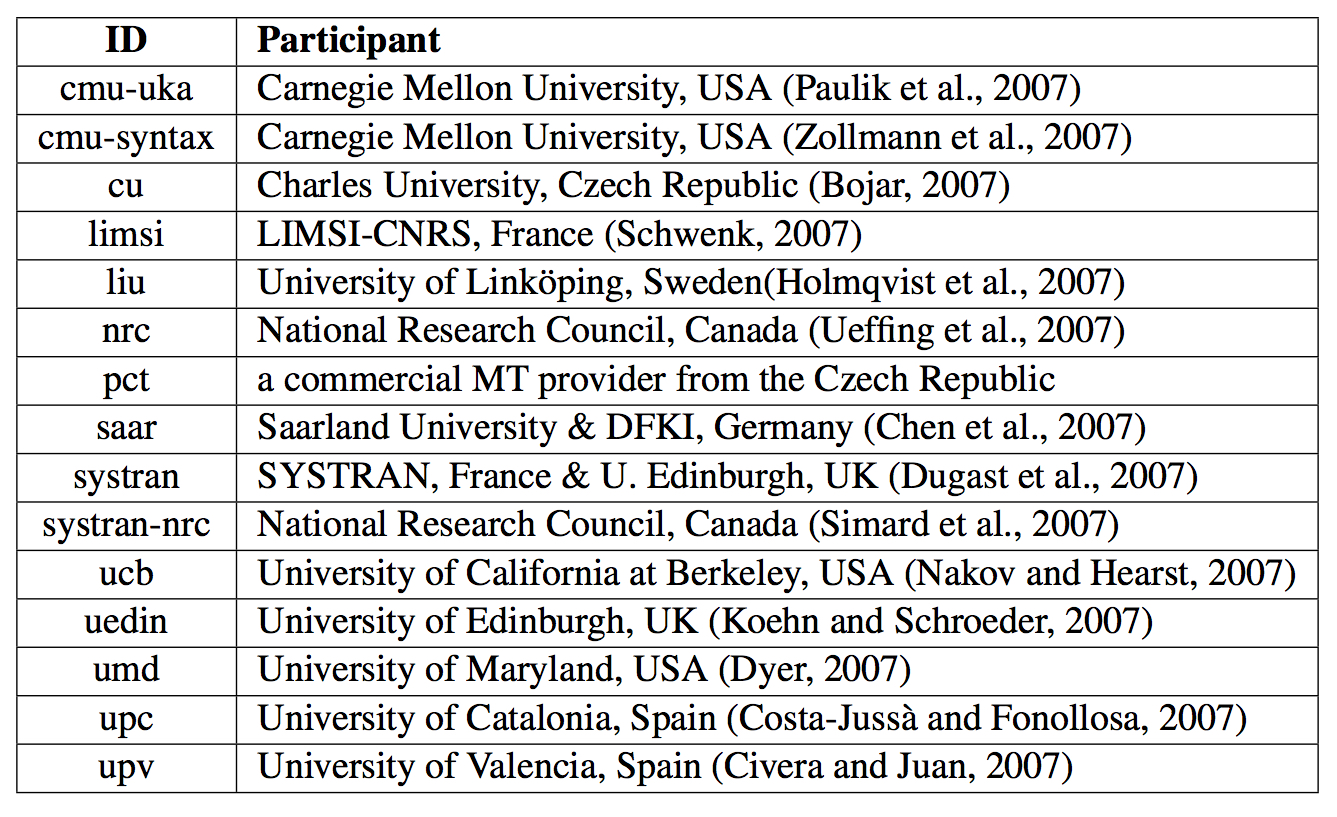 ID Participant
cmu-uka Carnegie Mellon University, USA (Paulik et al., 2007)
cmu-syntax Carnegie Mellon University, USA (Zollmann et al., 2007)
cu Charles University, Czech Republic (Bojar, 2007)
limsi LIMSI-CNRS, France (Schwenk, 2007)
liu University of Linköping, Sweden(Holmqvist et al., 2007)
nrc National Research Council, Canada (Ueffing et al., 2007)
pct a commercial MT provider from the Czech Republic
saar Saarland University & DFKI, Germany (Chen et al., 2007)
systran SYSTRAN, France & U. Edinburgh, UK (Dugast et al., 2007)
systran-nrc National Research Council, Canada (Simard et al., 2007)
ucb University of California at Berkeley, USA (Nakov and Hearst, 2007)
uedin University of Edinburgh, UK (Koehn and Schroeder, 2007)
umd University of Maryland, USA (Dyer, 2007)
upc University of Catalonia, Spain (Costa-Jussà and Fonollosa, 2007)
upv University of Valencia, Spain (Civera and Juan, 2007)